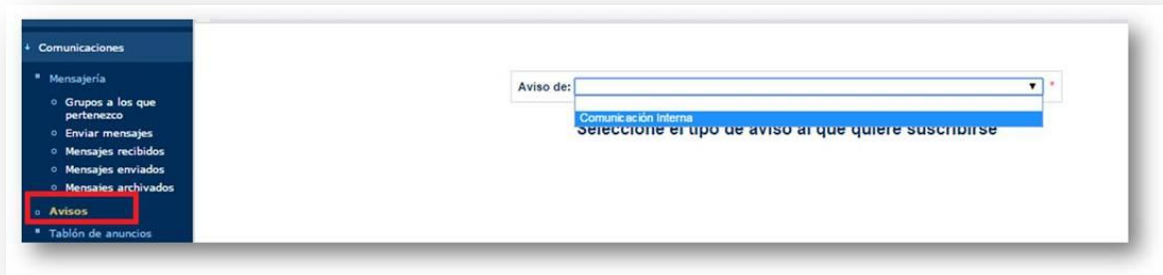 Comunicaciones
Mensajería
Grupos a los que
pertenezco
Enviar mensajes
Mensajes recibidos
Mensajes enviados
Mensajes archivados
Avisos
Tablón de anuncios
Aviso de:
*
Comunicación Interna
Seleccione el tipo de aviso al que quiere suscribirse